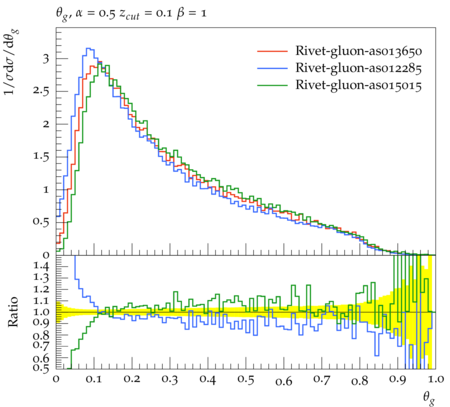 θg, α = 0.5 zcut = 0.1 β = 1
1/σ dσ/dθg
Rivet-gluon-aso13650
Rivet-gluon-aso12285
Rivet-gluon-aso15015
3
2.5
2
1.5
1
0.5
0
Ratio
1.4
1.3
1.2
1.1
1.0
0.9
0.8
0.7
0.6
0.5
0 0.1 0.2 0.3 0.4 0.5 0.6 0.7 0.8 0.9 1.0
θg